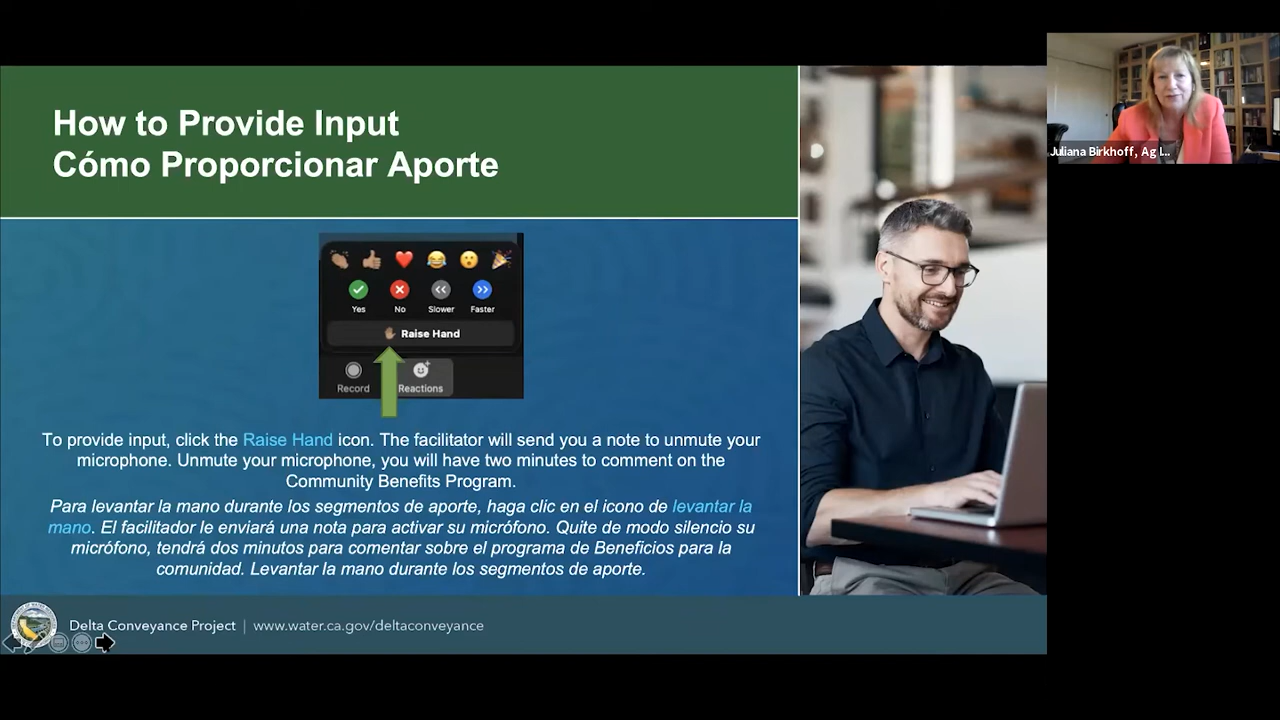 How to Provide Input
Cómo Proporcionar Aporte
Yes
No
Slower
Faster
Raise Hand
Record
Reactions
To provide input, click the Raise Hand icon. The facilitator will send you a note to unmute your
microphone. Unmute your microphone, you will have two minutes to comment on the
Community Benefits Program.
Para levantar la mano durante los segmentos de aporte, haga clic en el icono de levantar la
mano. El facilitador le enviará una nota para activar su micrófono. Quite de modo silencio su
micrófono, tendrá dos minutos para comentar sobre el programa de Beneficios para la
comunidad. Levantar la mano durante los segmentos de aporte.
Delta Conveyance Project | www.water.ca.gov/deltaconveyance
Juliana Birkhoff, Ag I...